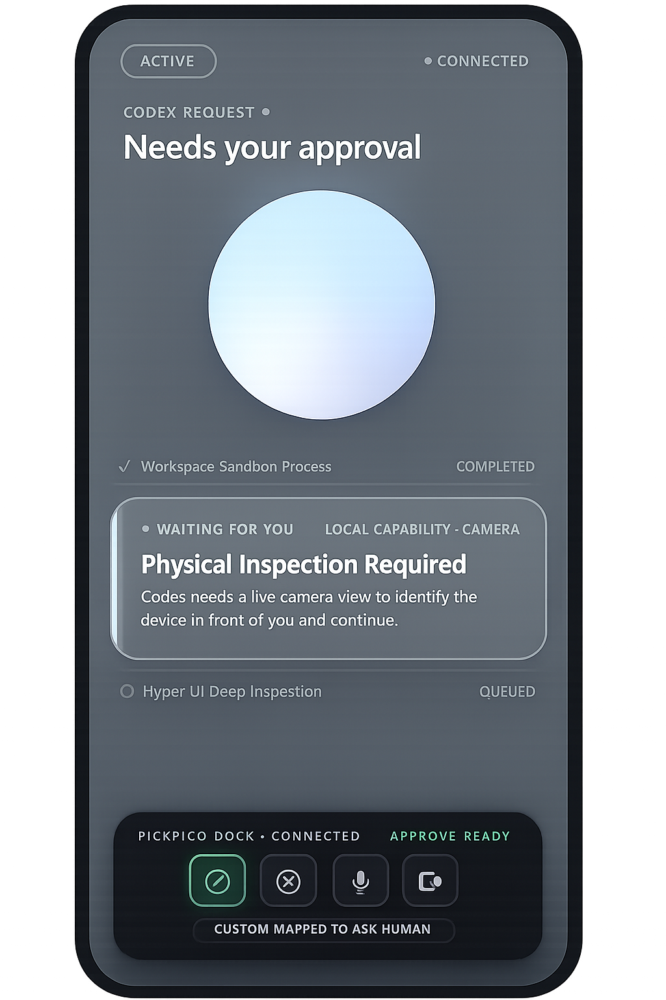 ACTIVE
CONNECTED
CODEX REQUEST
Needs your approval
Workspace Sandbon Process
COMPLETED
WAITING FOR YOU
LOCAL CAPABILITY - CAMERA
Physical Inspection Required
Codes needs a live camera view to identify the
device in front of you and continue.
Hyper UI Deep Inspestion
QUEUED
PICKPICO DOCK • CONNECTED
APPROVE READY
CUSTOM MAPPED TO ASK HUMAN